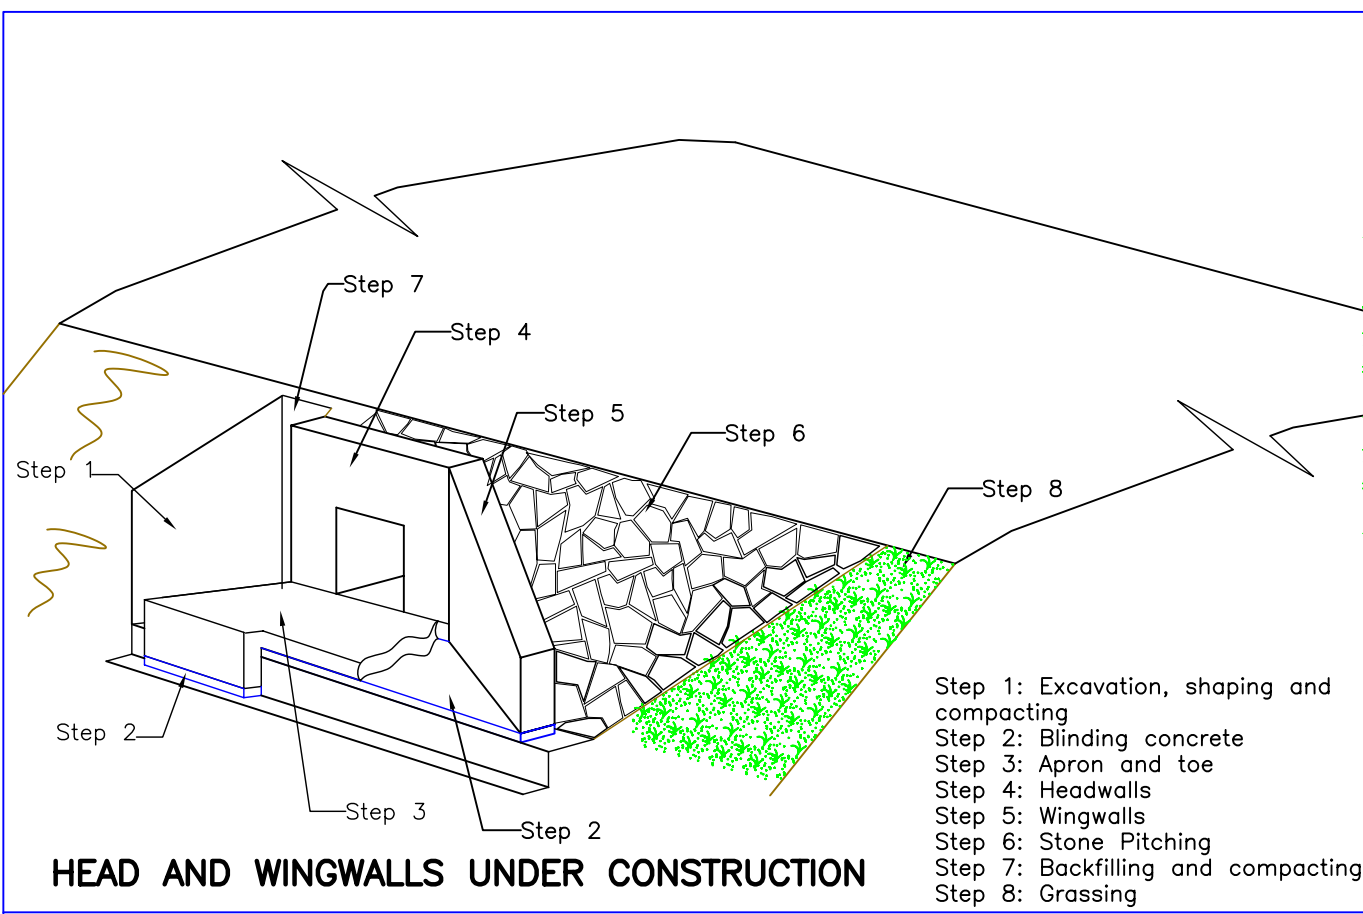 Step 7
Step 4
Step 5
Step 6
Step 1
Step 8
Step 2
Step 3
Step 2
HEAD AND WINGWALLS UNDER CONSTRUCTION
Step 1: Excavation, shaping and
compacting
Step 2: Blinding concrete
Step 3: Apron and toe
Step 4: Headwalls
Step 5: Wingwalls
Step 6: Stone Pitching
Step 7: Backfilling and compacting
Step 8: Grassing